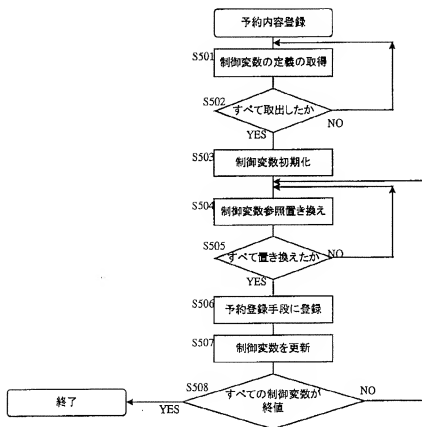 予約内容登録
S501
制御変数の定義の取得
S502
すべて取出したか
NO
YES
S503
制御変数初期化
S504
制御変数参照置き換え
S505
すべて置き換えたか
NO
YES
S506
予約登録手段に登録
S507
制御変数を更新
S508
すべての制御変数が
終値
NO
YES
終了